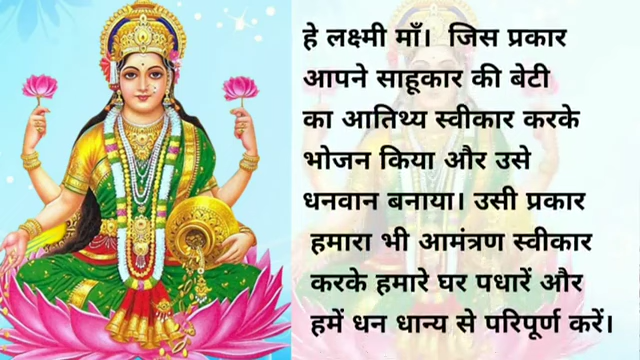 हे लक्ष्मी माँ। जिस प्रकार
आपने साहूकार की बेटी
का आतिथ्य स्वीकार करके
भोजन किया और उसे
धनवान बनाया। उसी प्रकार
हमारा भी आमंत्रण स्वीकार
करके हमारे घर पधारें और
हमें धन धान्य से परिपूर्ण करें।